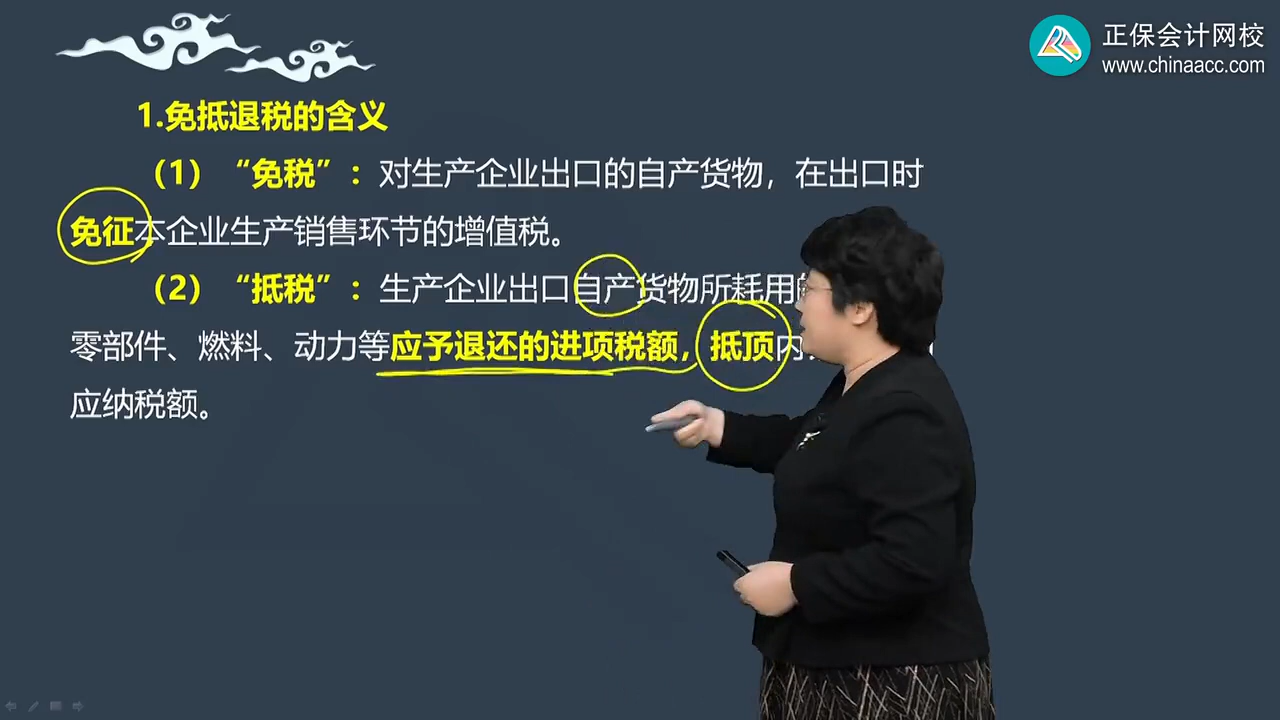 正保会计网校
www.chinaacc.com
1.免抵退税的含义
（1）“免税”：对生产企业出口的自产货物，在出口时
免征本企业生产销售环节的增值税。
（2）“抵税”：生产企业出口自产货物所耗用
零部件、燃料、动力等应予退还的进项税额，抵顶内
应纳税额。